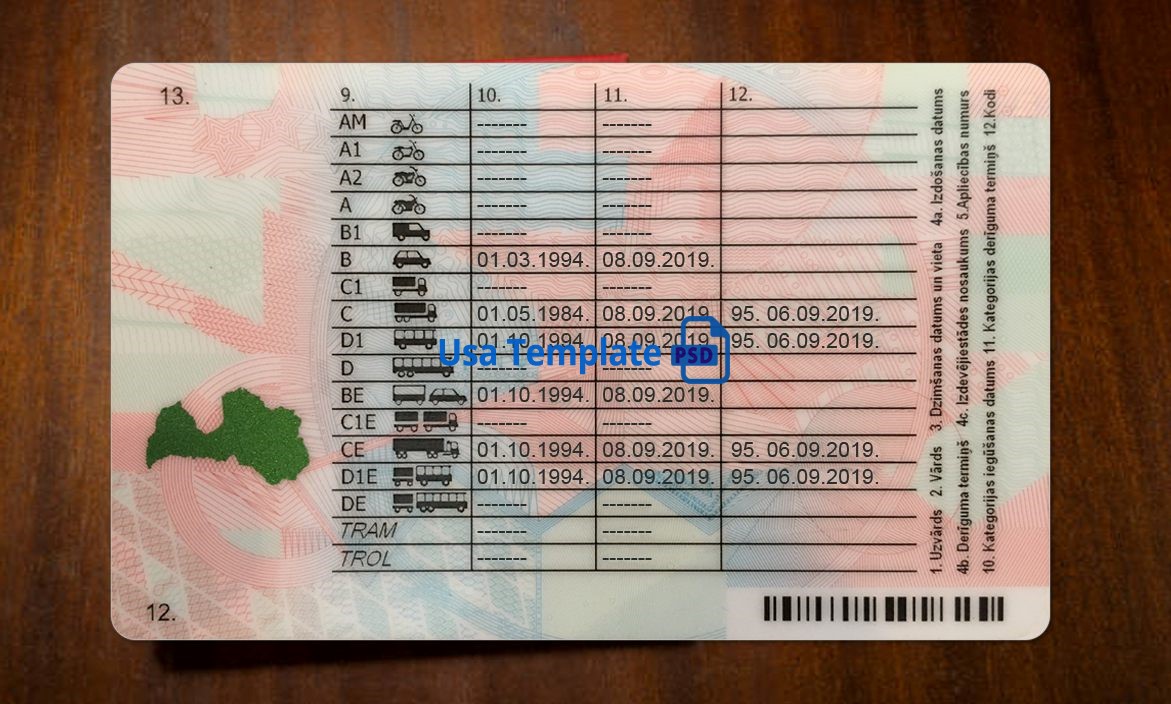 13.
9. 10. 11. 12.
AM ------- -------
A1 ------- -------
A2 ------- -------
A ------- -------
B1 ------- -------
B 01.03.1994. 08.09.2019.
C1 ------- -------
C 01.05.1984. 08.09.2019. 95. 06.09.2019.
D1 08.09.2019. 95. 06.09.2019.
Usa Template PSD
D ------- -------
BE 01.10.1994. 08.09.2019.
C1E ------- -------
CE 01.10.1994. 08.09.2019. 95. 06.09.2019.
D1E 01.10.1994. 08.09.2019. 95. 06.09.2019.
DE ------- -------
TRAM ------- -------
TROL ------- -------
12.
1. Uzvārds 2. Vārds 3.Dzimšanas datums un vieta 4a. Izdošanas datums
4b. Derīguma termiņš 4c. Izdevējiestādes nosaukums 5.Apliecības numurs
10. Kategorijas iegūšanas datums 11. Kategorijas derīguma termiņš 12.Kodi